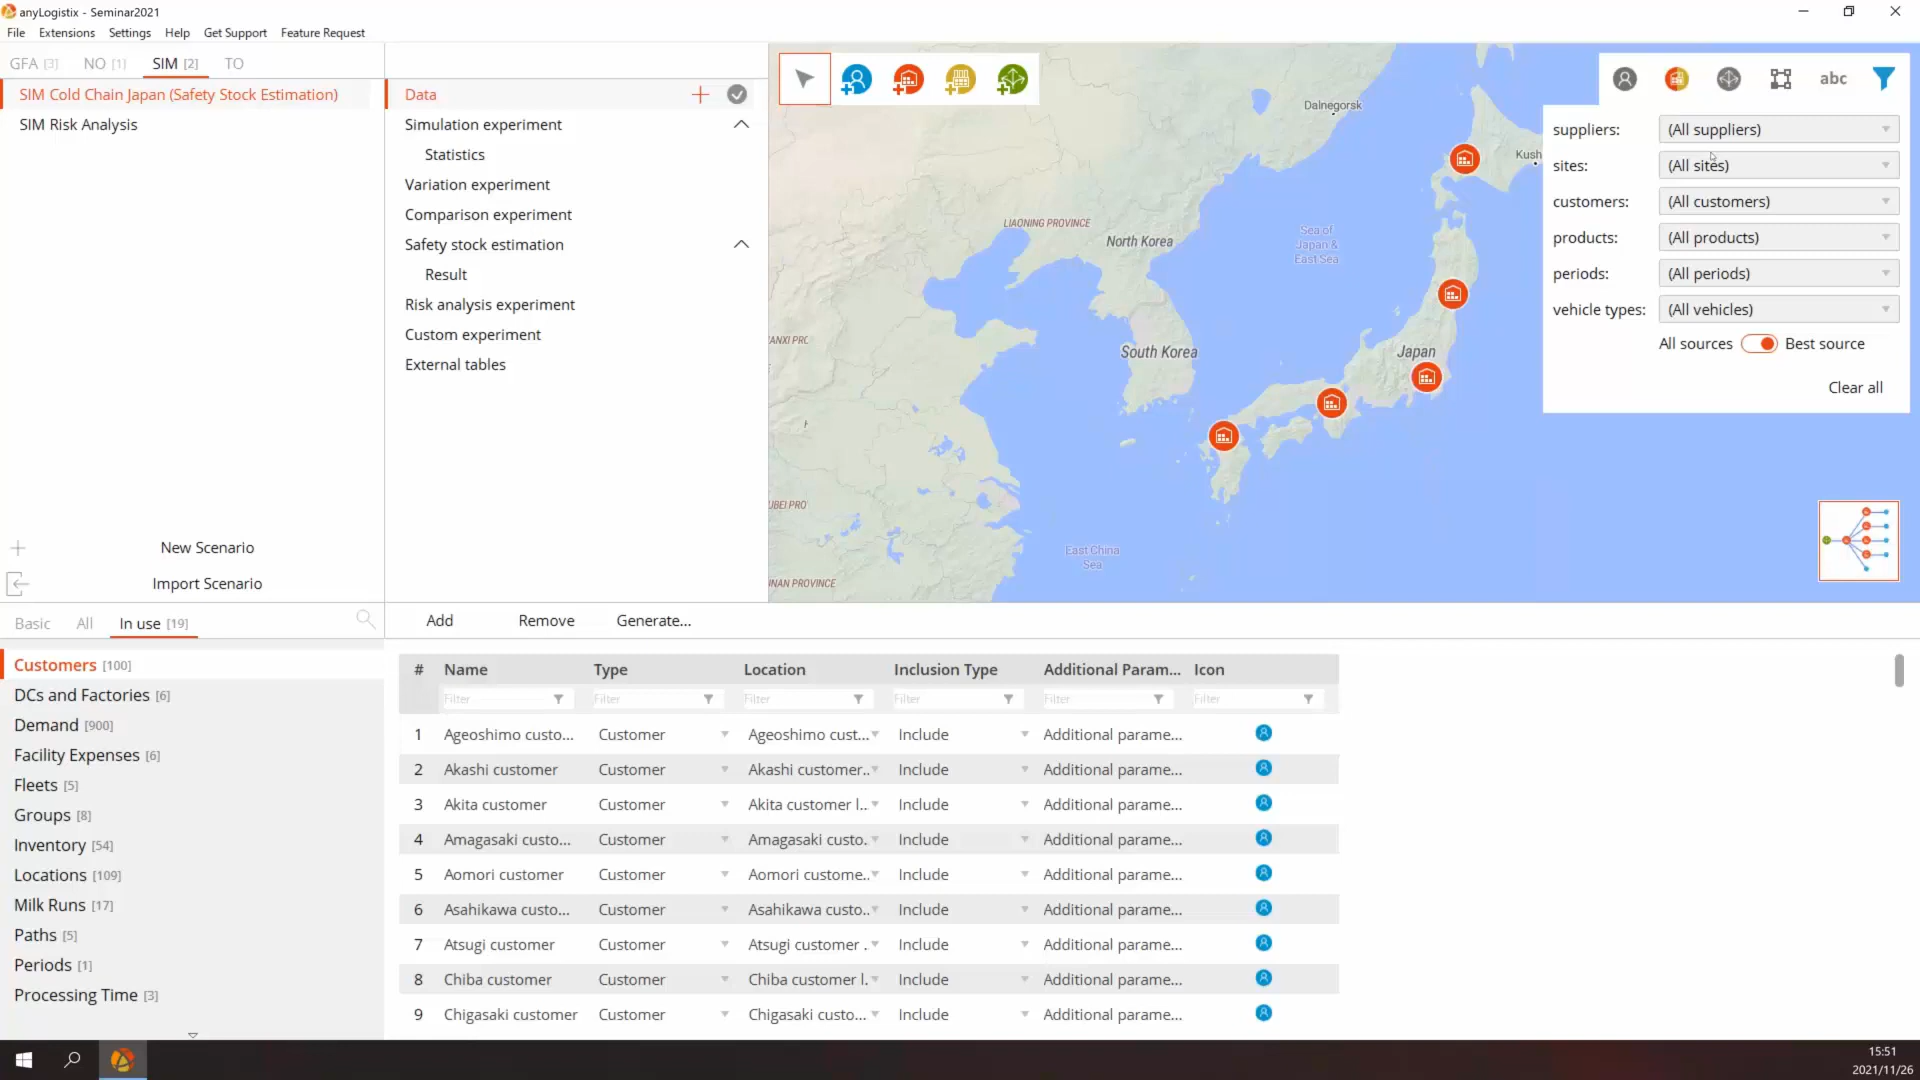 anyLogistix - Seminar2021
File Extensions Settings Help Get Support Feature Request
GFA [3] NO [1] SIM [2] TO
SIM Cold Chain Japan (Safety Stock Estimation)
SIM Risk Analysis
New Scenario
Import Scenario
Data
Simulation experiment
Statistics
Variation experiment
Comparison experiment
Safety stock estimation
Result
Risk analysis experiment
Custom experiment
External tables
Dalnegorsk
Kush
LIAONING PROVINCE
North Korea
Sea of
Japan &
East Sea
ANXI PRC
South Korea
Japan
UBEI PRO
East China
Sea
NAN PROVINCE
abc
suppliers: (All suppliers)
sites: (All sites)
customers: (All customers)
products: (All products)
periods: (All periods)
vehicle types: (All vehicles)
All sources Best source
Clear all
Basic All In use [19]
Customers [100]
DCs and Factories [6]
Demand [900]
Facility Expenses [6]
Fleets [5]
Groups [8]
Inventory [54]
Locations [109]
Milk Runs [17]
Paths [5]
Periods [1]
Processing Time [3]
Add Remove Generate...
# Name Type Location Inclusion Type Additional Param... Icon
Filter Filter Filter Filter Filter Filter
1 Ageoshimo custo... Customer Ageoshimo cust... Include Additional parame...
2 Akashi customer Customer Akashi customer.. Include Additional parame...
3 Akita customer Customer Akita customer l... Include Additional parame...
4 Amagasaki custo... Customer Amagasaki custo. Include Additional parame...
5 Aomori customer Customer Aomori custome.. Include Additional parame...
6 Asahikawa custo... Customer Asahikawa custo.. Include Additional parame...
7 Atsugi customer Customer Atsugi customer . Include Additional parame...
8 Chiba customer Customer Chiba customer l. Include Additional parame...
9 Chigasaki customer Customer Chigasaki custo... Include Additional parame...
15:51
2021/11/26